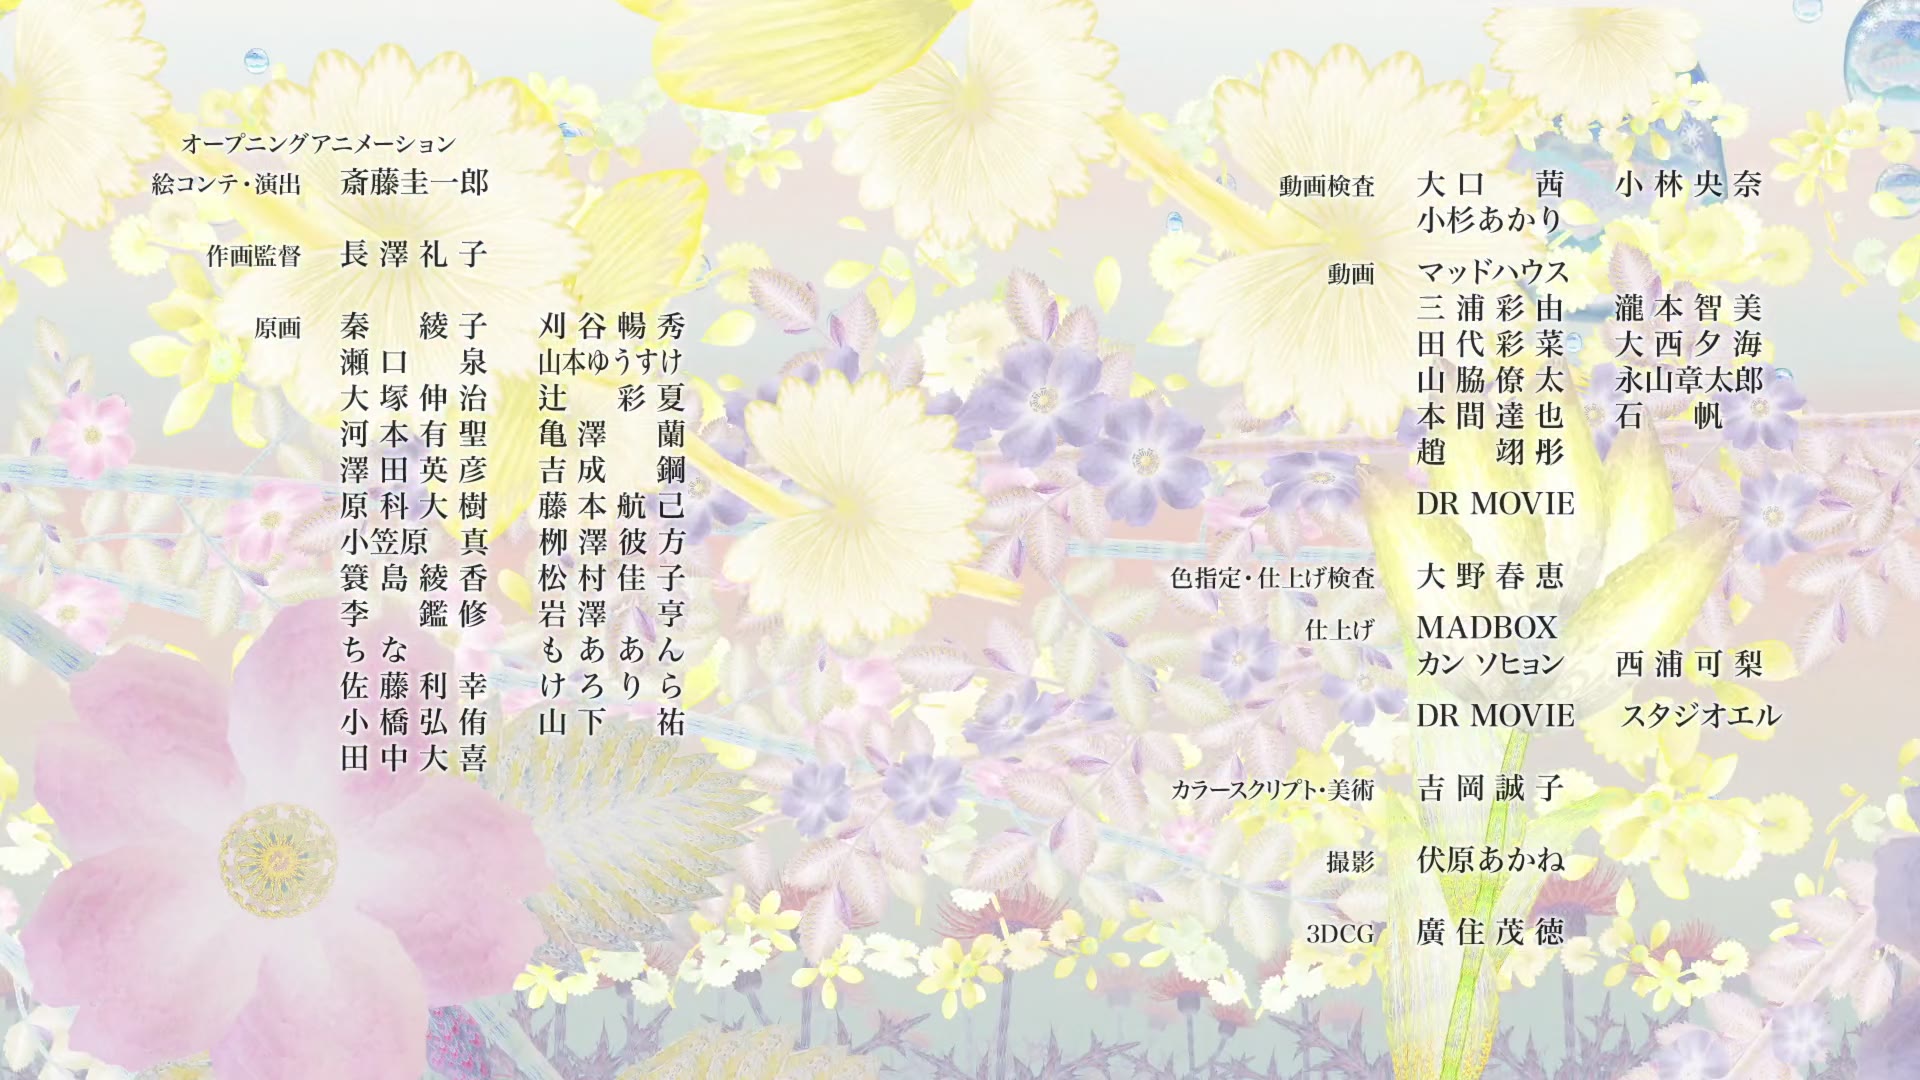 オープニングアニメーション
絵コンテ・演出 斎藤圭一郎
作画監督 長澤礼子
原画 秦綾子 刈谷暢秀
瀬口泉 山本ゆうすけ
大塚伸治 辻彩夏
河本有聖 亀澤蘭
澤田英彦 吉成鋼
原科大樹 藤本航己
小笠原真 栁澤彼方
簑島綾香 松村佳子
李鑑修 岩澤亨
ちな もああん
佐藤利幸 けろりら
小橋弘侑 山下祐
田中大喜
動画検査 大口茜 小林央奈
小杉あかり
動画 マッドハウス
三浦彩由 瀧本智美
田代彩菜 大西夕海
山脇僚太 永山章太郎
本間達也 石帆
趙翊彤
DR MOVIE
色指定・仕上げ検査 大野春恵
仕上げ MADBOX
カン ソヒョン 西浦可梨
DR MOVIE スタジオエル
カラースクリプト・美術 吉岡誠子
撮影 伏原あかね
3DCG 廣住茂徳